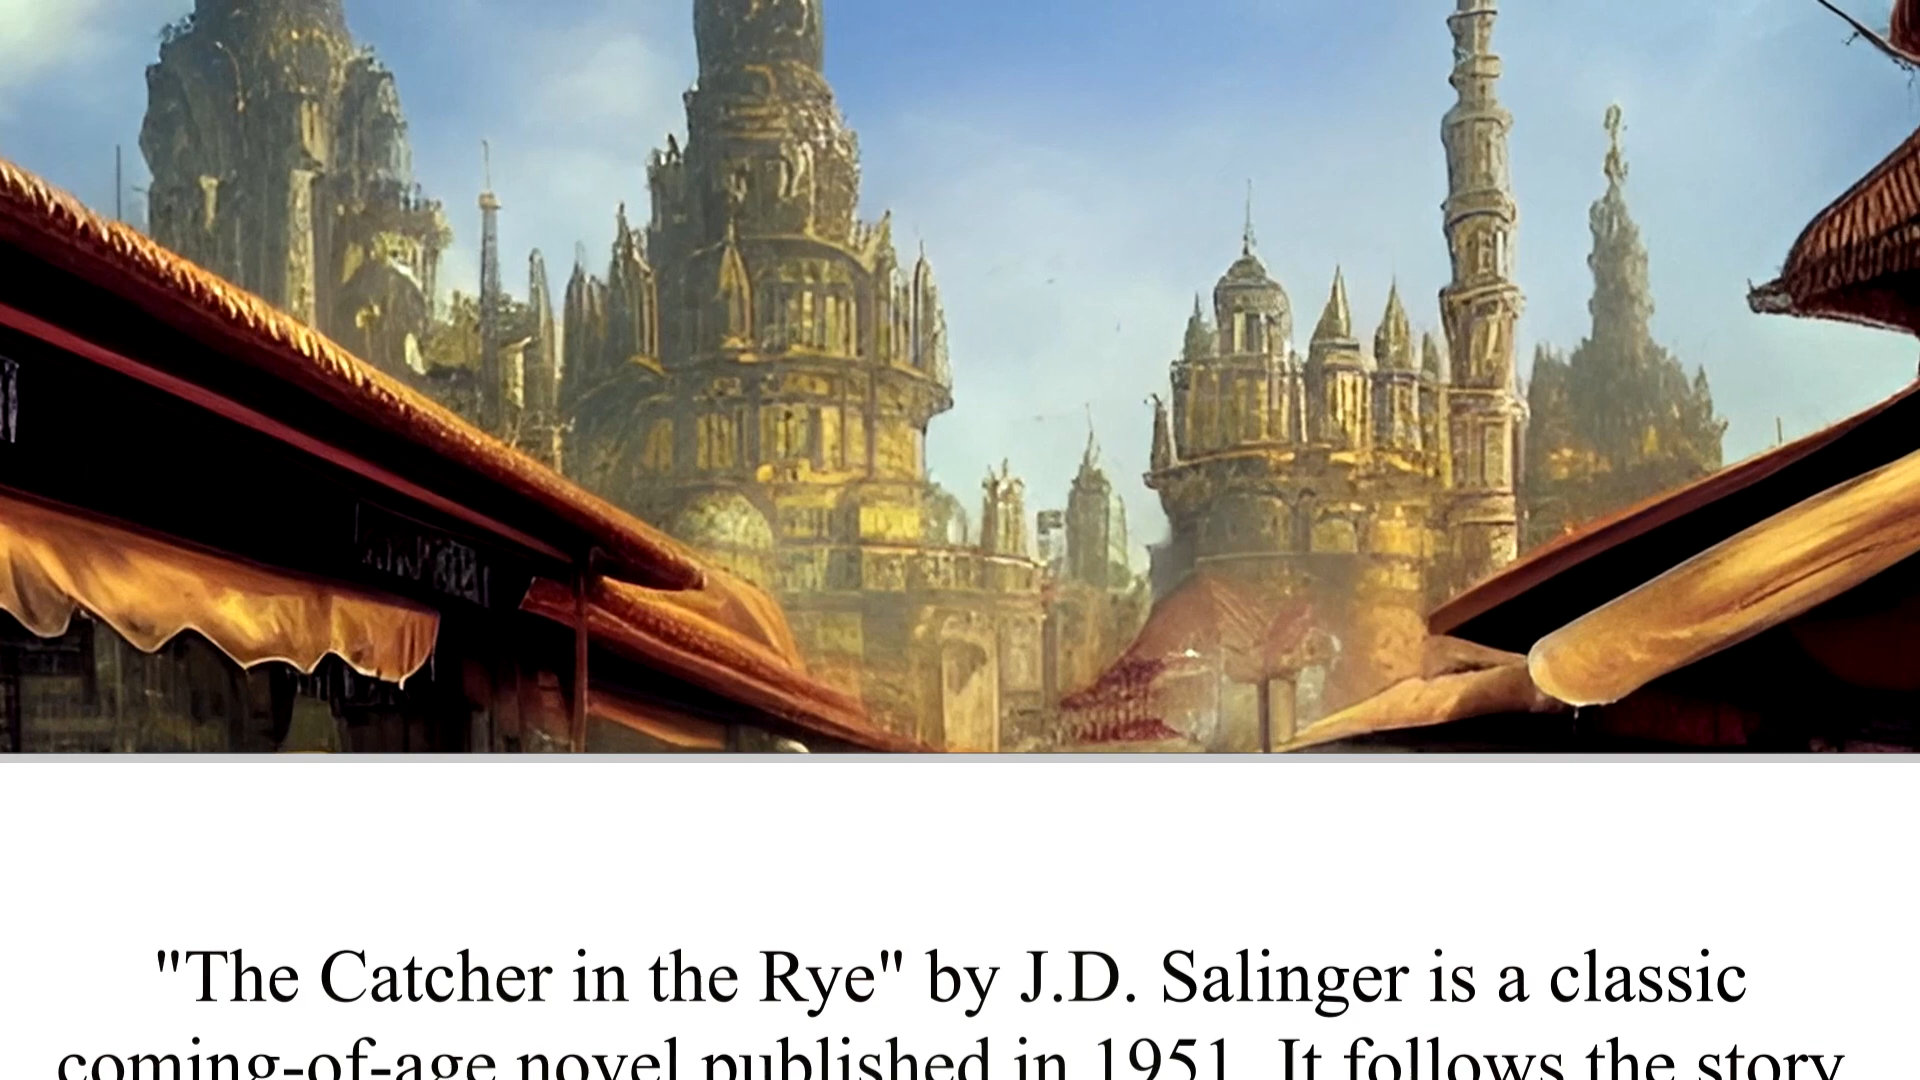 "The Catcher in the Rye" by J.D. Salinger is a classic
coming-of-age novel published in 1951. It follows the story